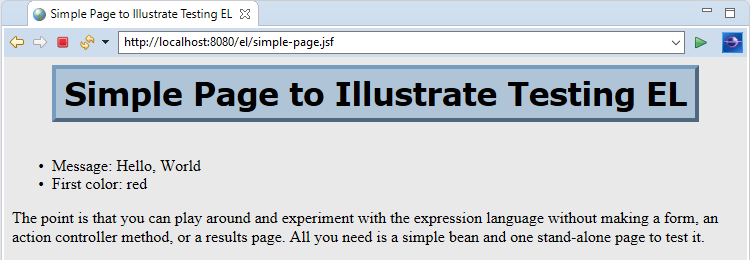 Simple Page to Illustrate Testing EL
http://localhost:8080/el/simple-page.jsf
Simple Page to Illustrate Testing EL
• Message: Hello, World
• First color: red
The point is that you can play around and experiment with the expression language without making a form, an
action controller method, or a results page. All you need is a simple bean and one stand-alone page to test it.